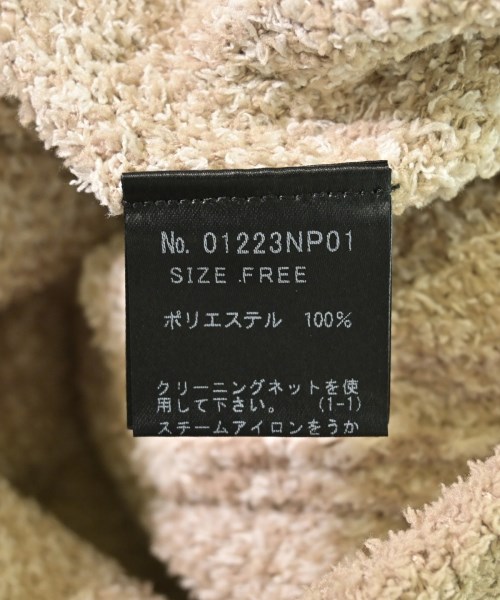 No. 01223NP01
SIZE FREE
ポリエステル 100%
クリーニングネットを使
用して下さい。 (1-1)
スチームアイロンをうか